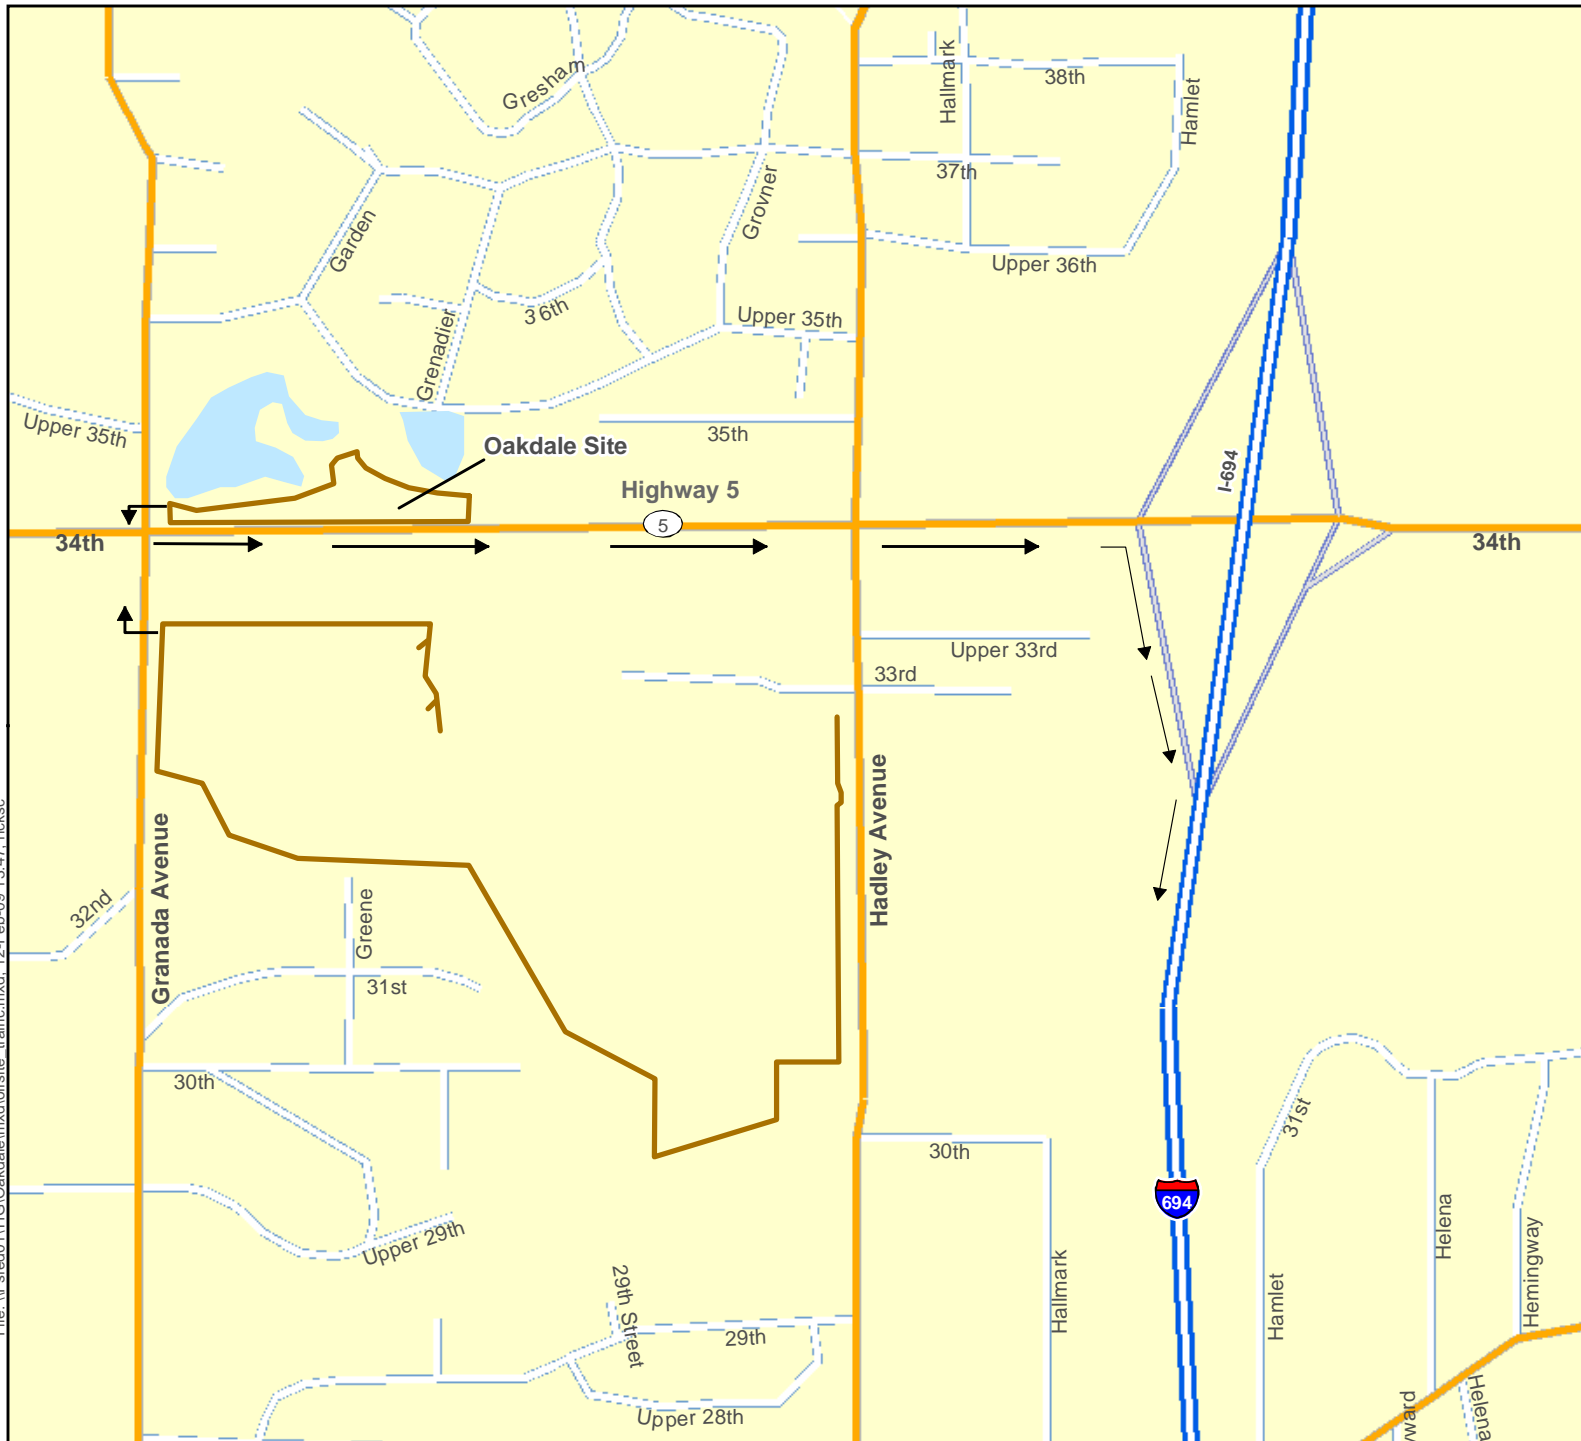 Gresham
Hallmark
38th
Hamlet
37th
Grovner
Garden
Upper 36th
36th
Upper 35th
Grenadier
Upper 35th
35th
Oakdale Site
Highway 5
5
I-694
34th
34th
Upper 33rd
33rd
Hadley Avenue
Granada Avenue
32nd
Greene
31st
30th
30th
Upper 29th
29th Street
29th
Upper 28th
694
31st
Hallmark
Hamlet
Helena
Hemingway
Helena